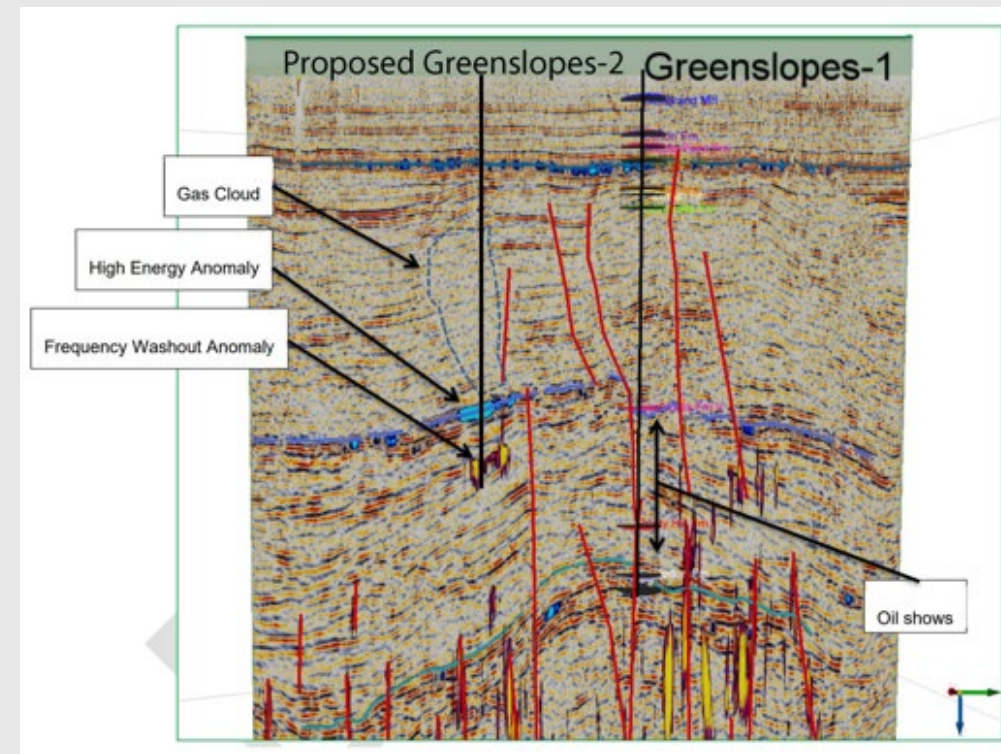 Proposed Greenslopes-2
Greenslopes-1
Gas Cloud
High Energy Anomaly
Frequency Washout Anomaly
Oil shows